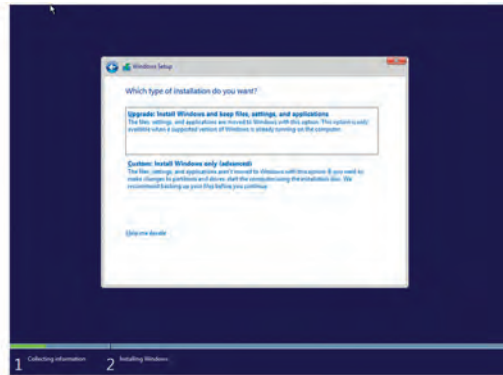 Windows Setup
Which type of installation do you want?
Upgrade: Install Windows and keep files, settings, and applications
The files, settings, and applications are moved to Windows with this option. This option is only
available when a supported version of Windows is already running on the computer.
Custom: Install Windows only (advanced)
The files, settings, and applications aren't moved to Windows with this option. If you want to
make changes to partitions and drives, start the computer using the installation disc. We
recommend backing up your files before you continue.
Help me decide
1 Collecting information
2 Installing Windows